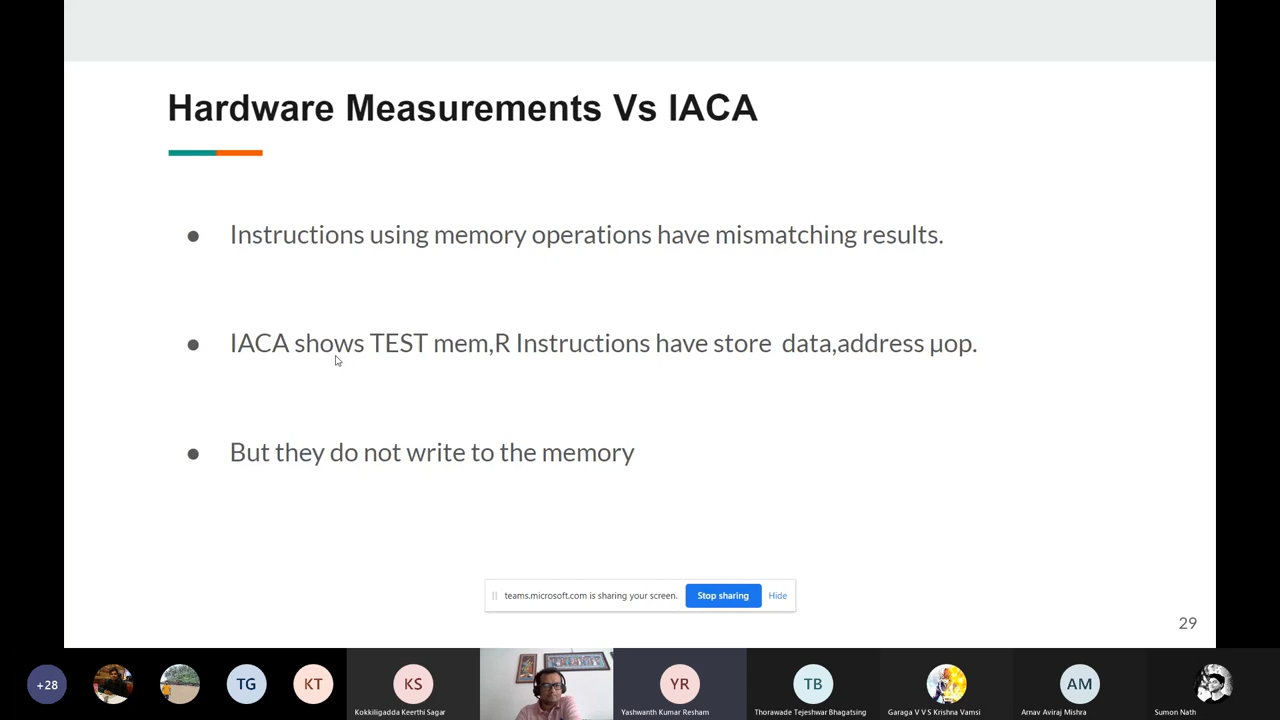 Hardware Measurements Vs IACA
● Instructions using memory operations have mismatching results.
● IACA shows TEST mem,R Instructions have store data,address µop.
● But they do not write to the memory
teams.microsoft.com is sharing your screen. Stop sharing Hide
29
+28 TG KT KS YR TB AM
Kokkiligadda Keerthi Sagar Yashwanth Kumar Resham Thorawade Tejeshwar Bhagatsing Garaga V V S Krishna Vamsi Arnav Aviraj Mishra Sumon Nath